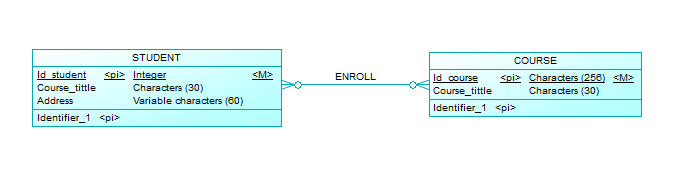 STUDENT
Id_student <pi> Integer <M>
Course_tittle Characters (30)
Address Variable characters (60)
Identifier_1 <pi>
ENROLL
COURSE
Id_course <pi> Characters (256) <M>
Course_tittle Characters (30)
Identifier_1 <pi>